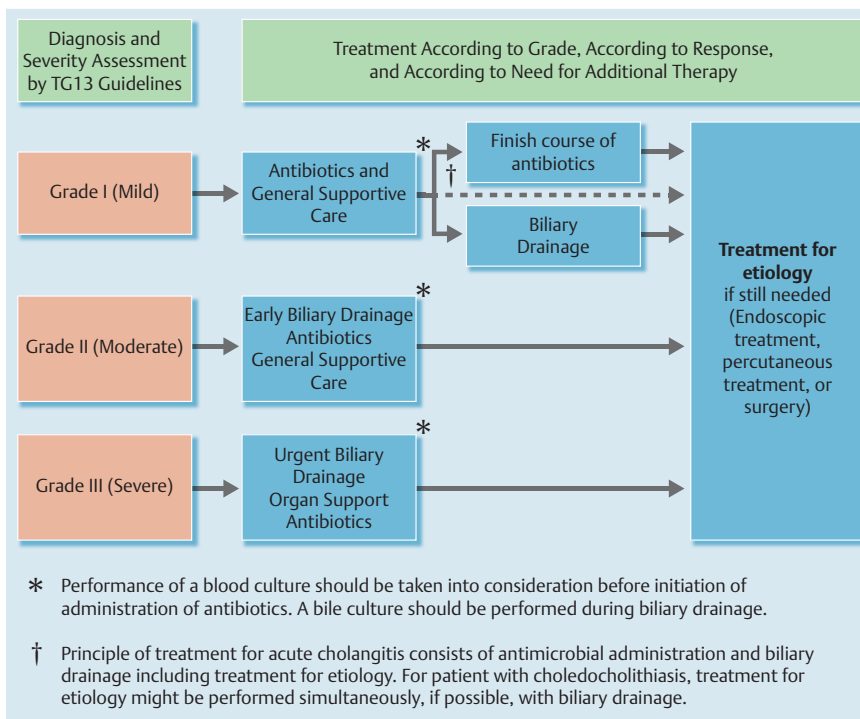 Diagnosis and
Severity Assessment
by TG13 Guidelines
Treatment According to Grade, According to Response,
and According to Need for Additional Therapy
Grade I (Mild)
Antibiotics and
General Supportive
Care
*
†
Finish course of
antibiotics
Biliary
Drainage
Grade II (Moderate)
Early Biliary Drainage
Antibiotics
General Supportive
Care
*
Grade III (Severe)
Urgent Biliary
Drainage
Organ Support
Antibiotics
*
Treatment for
etiology
if still needed
(Endoscopic
treatment,
percutaneous
treatment, or
surgery)
* Performance of a blood culture should be taken into consideration before initiation of
administration of antibiotics. A bile culture should be performed during biliary drainage.
† Principle of treatment for acute cholangitis consists of antimicrobial administration and biliary
drainage including treatment for etiology. For patient with choledocholithiasis, treatment for
etiology might be performed simultaneously, if possible, with biliary drainage.